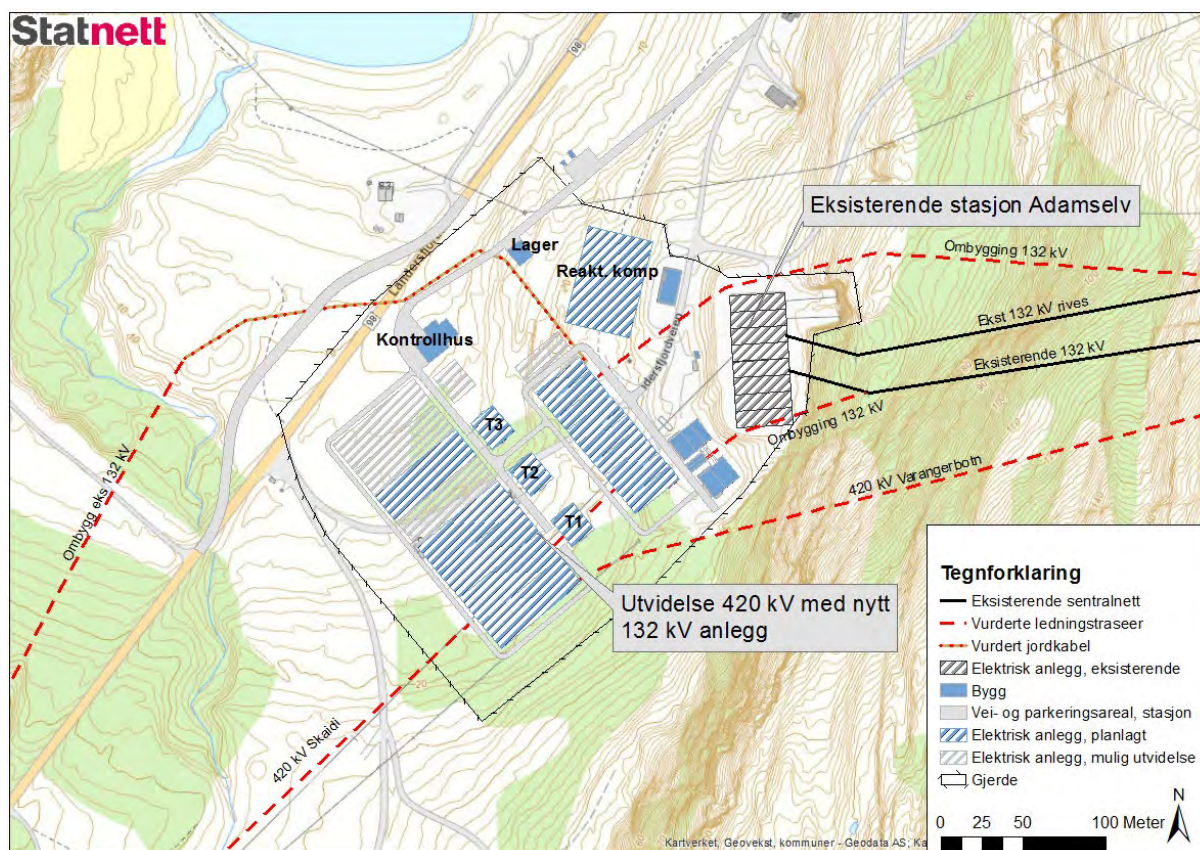 Statnett
98
10
Eksisterende stasjon Adamselv
Lager
Reakt. komp
Ombygging 132 kV
Ekst 132 kV rives
Eksisterende 132 kV
Ombygging 132 kV
Kontrollhus
98
T3
T2
T1
420 kV Varangerbotn
Ombygg eks 132 kV
Utvidelse 420 kV med nytt
132 kV anlegg
420 kV Skaidi
Tegnforklaring
Eksisterende sentralnett
Vurderte ledningstraseer
Vurdert jordkabel
Elektrisk anlegg, eksisterende
Bygg
Vei- og parkeringsareal, stasjon
Elektrisk anlegg, planlagt
Elektrisk anlegg, mulig utvidelse
Gjerde
N
0 25 50 100 Meter
Kartverket, Geovekst, kommuner - Geodata AS; Ka